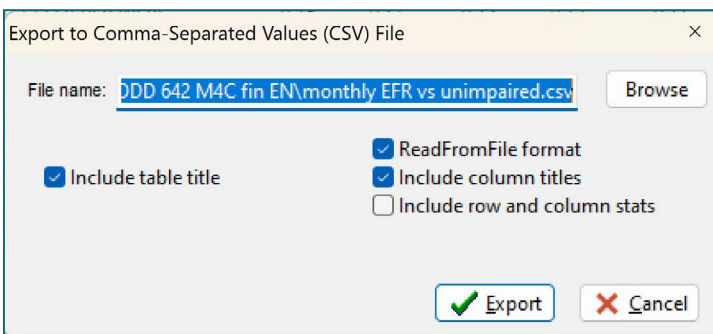 Export to Comma-Separated Values (CSV) File
File name: DDD 642 M4C fin EN\monthly EFR vs unimpaired.csv Browse
ReadFromFile format
Include table title
Include column titles
Include row and column stats
Export Cancel